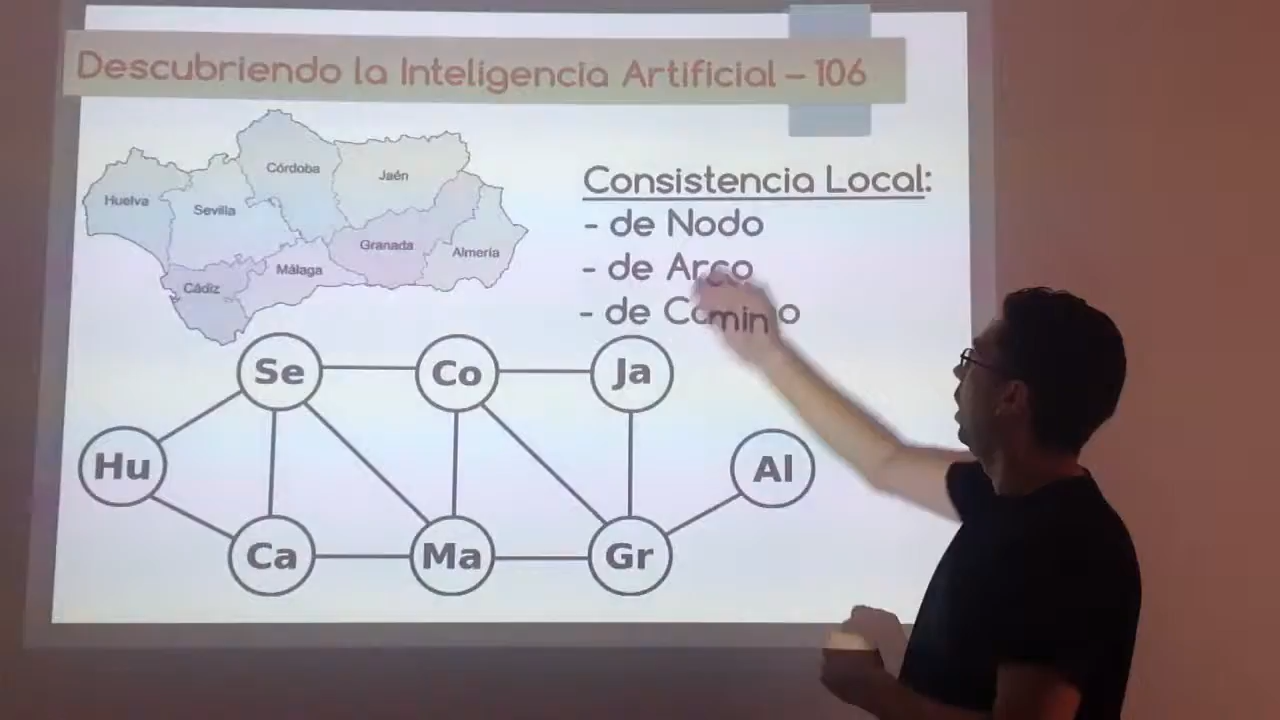 Descubriendo la Inteligencia Artificial – 106
Córdoba
Jaén
Huelva
Sevilla
Granada
Almería
Málaga
Cádiz
Consistencia Local:
- de Nodo
- de Arco
- de Camino
Se
Co
Ja
Hu
Al
Ca
Ma
Gr